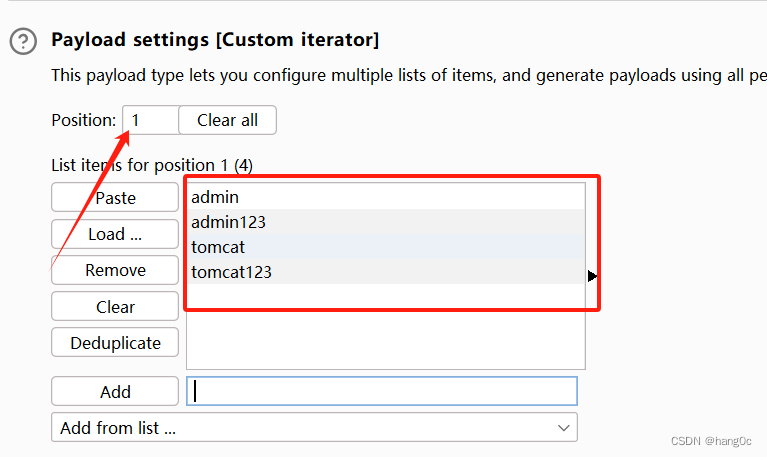 Payload settings [Custom iterator]
This payload type lets you configure multiple lists of items, and generate payloads using all pe
Position: 1 Clear all
List items for position 1 (4)
Paste
Load ...
Remove
Clear
Deduplicate
admin
admin123
tomcat
tomcat123
Add
Add from list ...
CSDN @hang0c